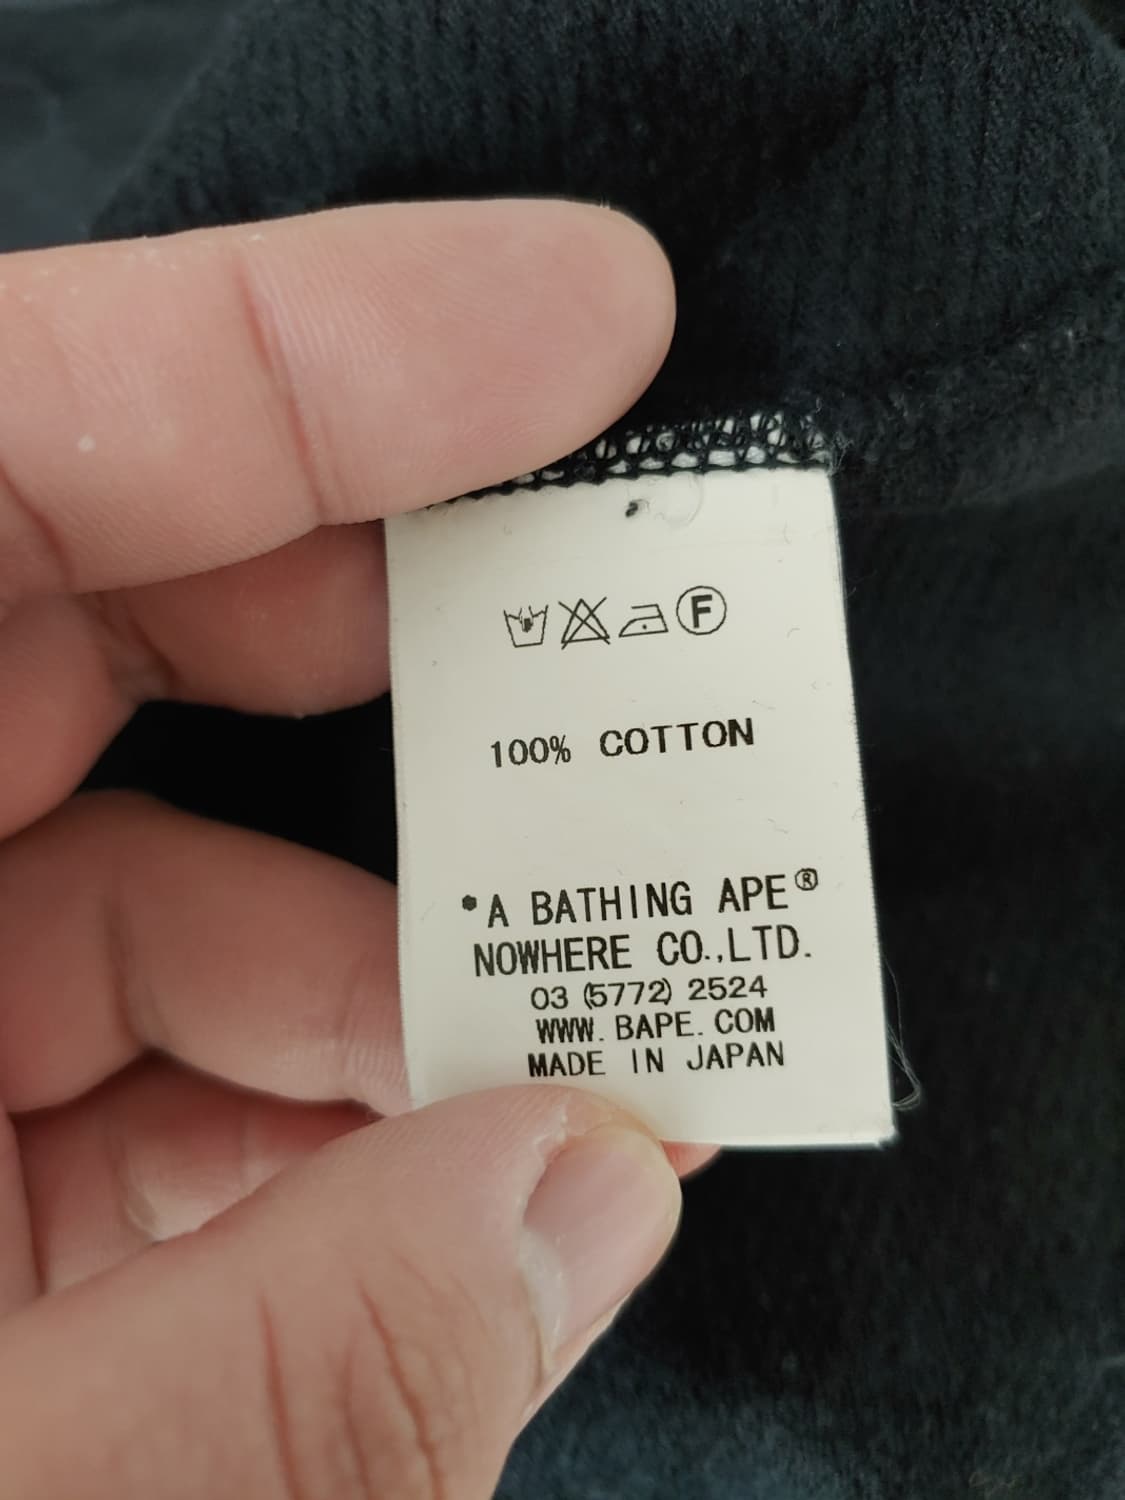 F
100% COTTON
*A BATHING APE®
NOWHERE CO.,LTD.
03 (5772) 2524
WWW. BAPE. COM
MADE IN JAPAN